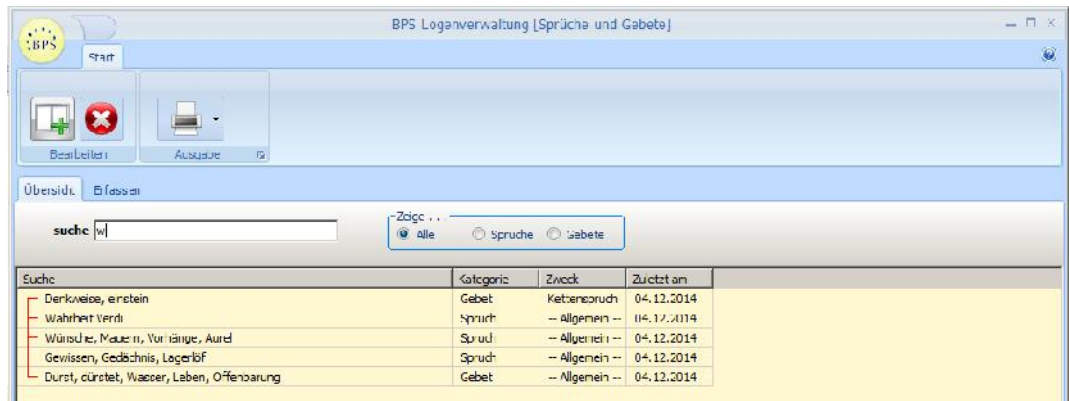 BPS Logenverwaltung [Sprüche und Gebete]
BPS
Start
Bearbeiten
Ausgabe
Übersicht
Erfassen
suche w
Zeige . . .
Alle Sprüche Gebete
Suche Kategorie Zweck Zuletzt am
Denkweise, einstein Gebet Kettenspruch 04.12.2014
Wahrheit Verdi Spruch -- Allgemein -- 04.12.2014
Wünsche, Mauern, Vorhänge, Aurel Spruch -- Allgemein -- 04.12.2014
Gewissen, Gedächnis, Lagerlöf Spruch -- Allgemein -- 04.12.2014
Durst, dürstet, Wasser, Leben, Offenbarung Gebet -- Allgemein -- 04.12.2014